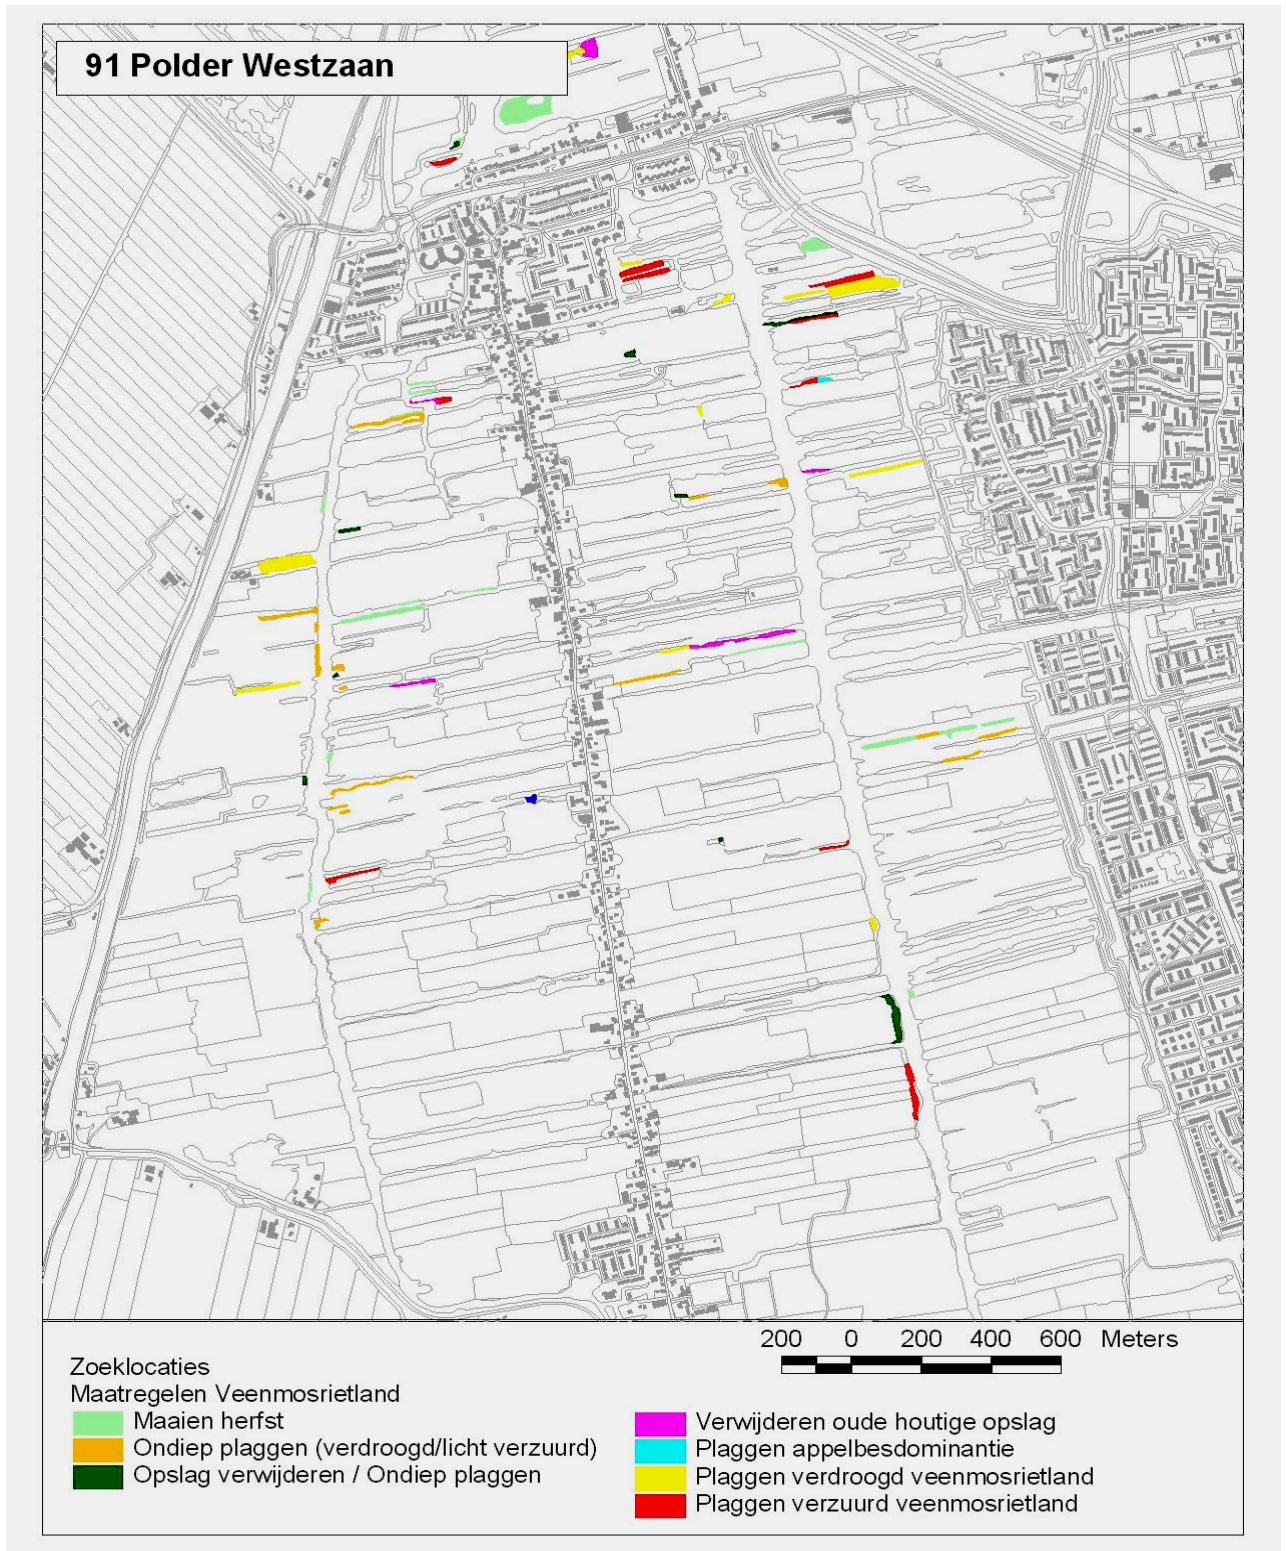 91 Polder Westzaan
200 0 200 400 600 Meters
Zoeklocaties
Maatregelen Veenmosrietland
Maaien herfst
Ondiep plaggen (verdroogd/licht verzuurd)
Opslag verwijderen / Ondiep plaggen
Verwijderen oude houtige opslag
Plaggen appelbesdominantie
Plaggen verdroogd veenmosrietland
Plaggen verzuurd veenmosrietland